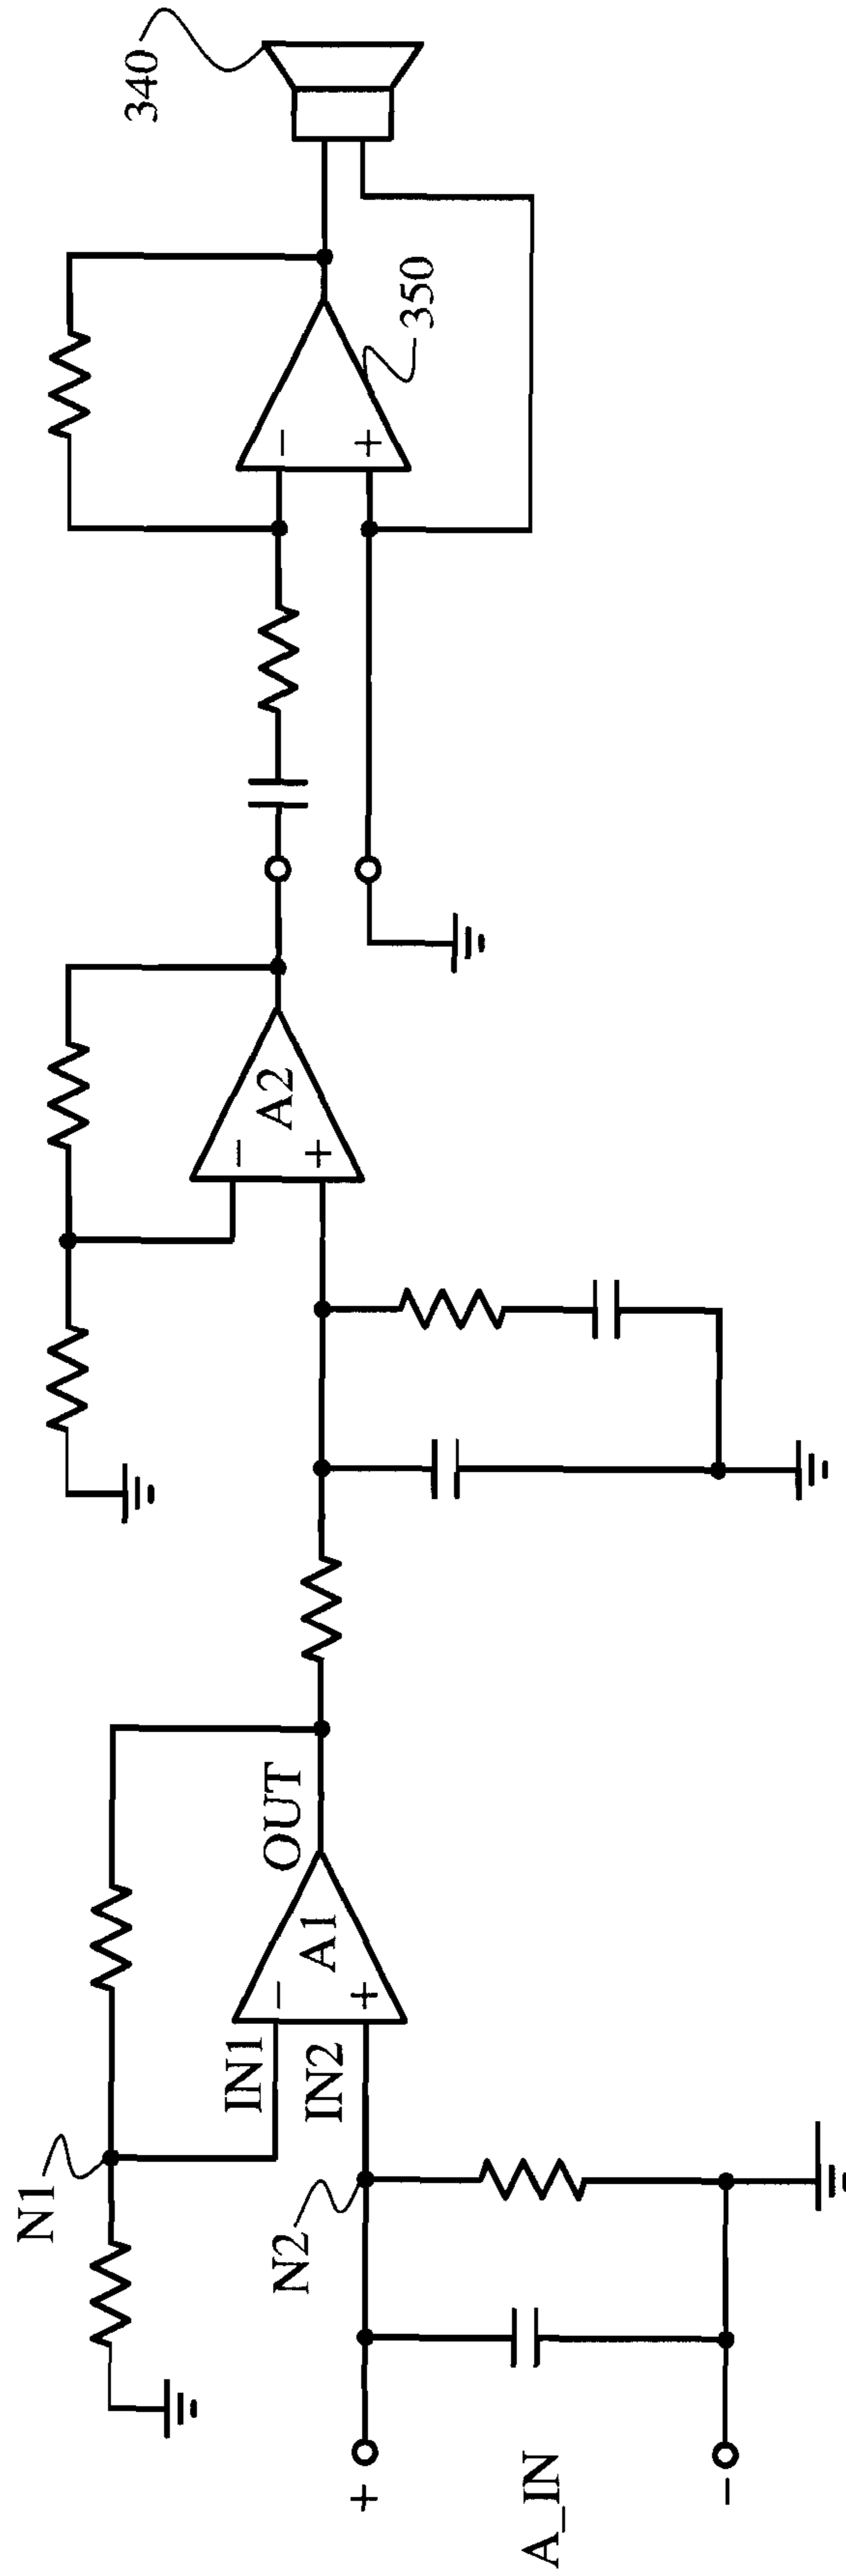 A_IN
+
-
N1
N2
IN1
IN2
-
+
A1
OUT
-
+
A2
-
+
350
340